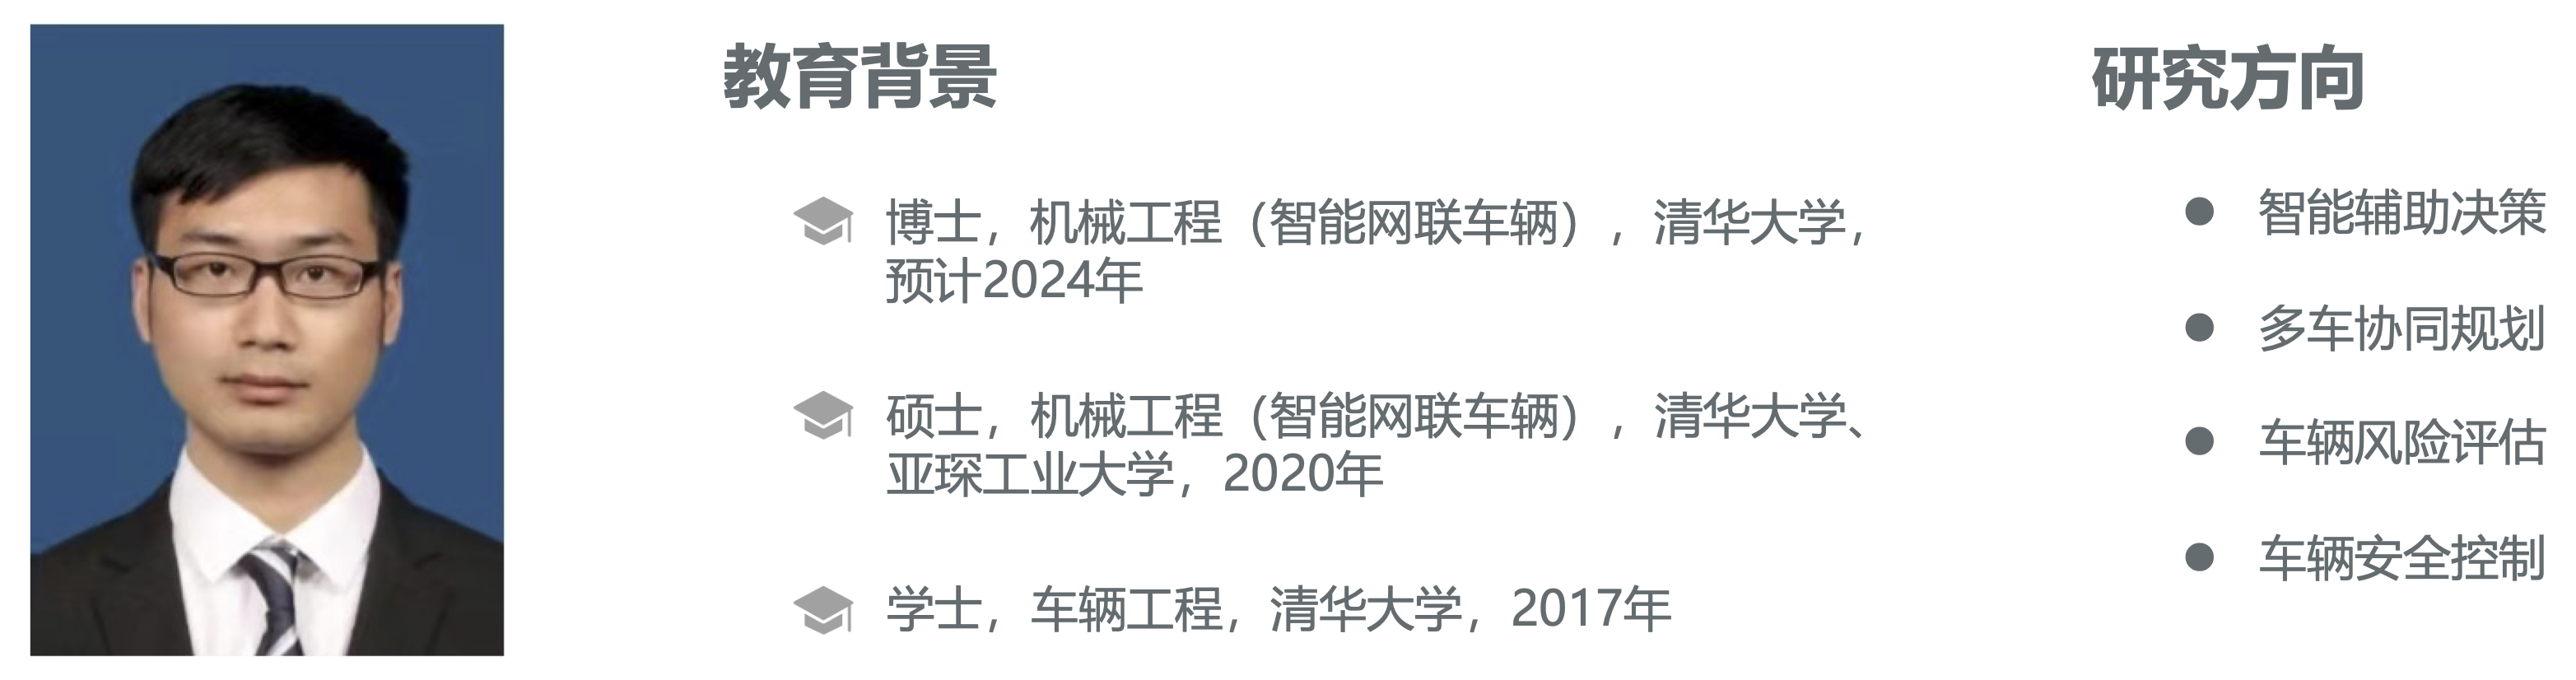 教育背景
博士，机械工程（智能网联车辆），清华大学，
预计2024年
硕士，机械工程（智能网联车辆），清华大学、
亚琛工业大学，2020年
学士，车辆工程，清华大学，2017年
研究方向
智能辅助决策
多车协同规划
车辆风险评估
车辆安全控制